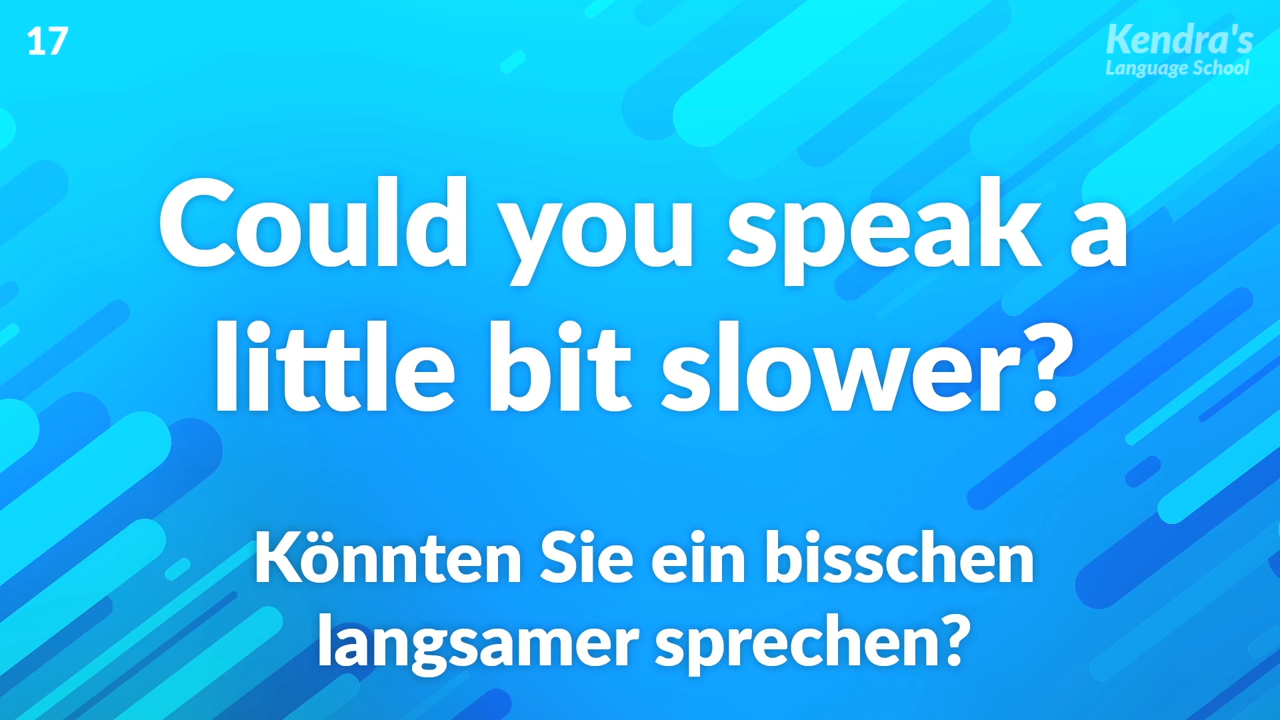 17
Kendra's
Language School
Could you speak a
little bit slower?
Könnten Sie ein bisschen
langsamer sprechen?